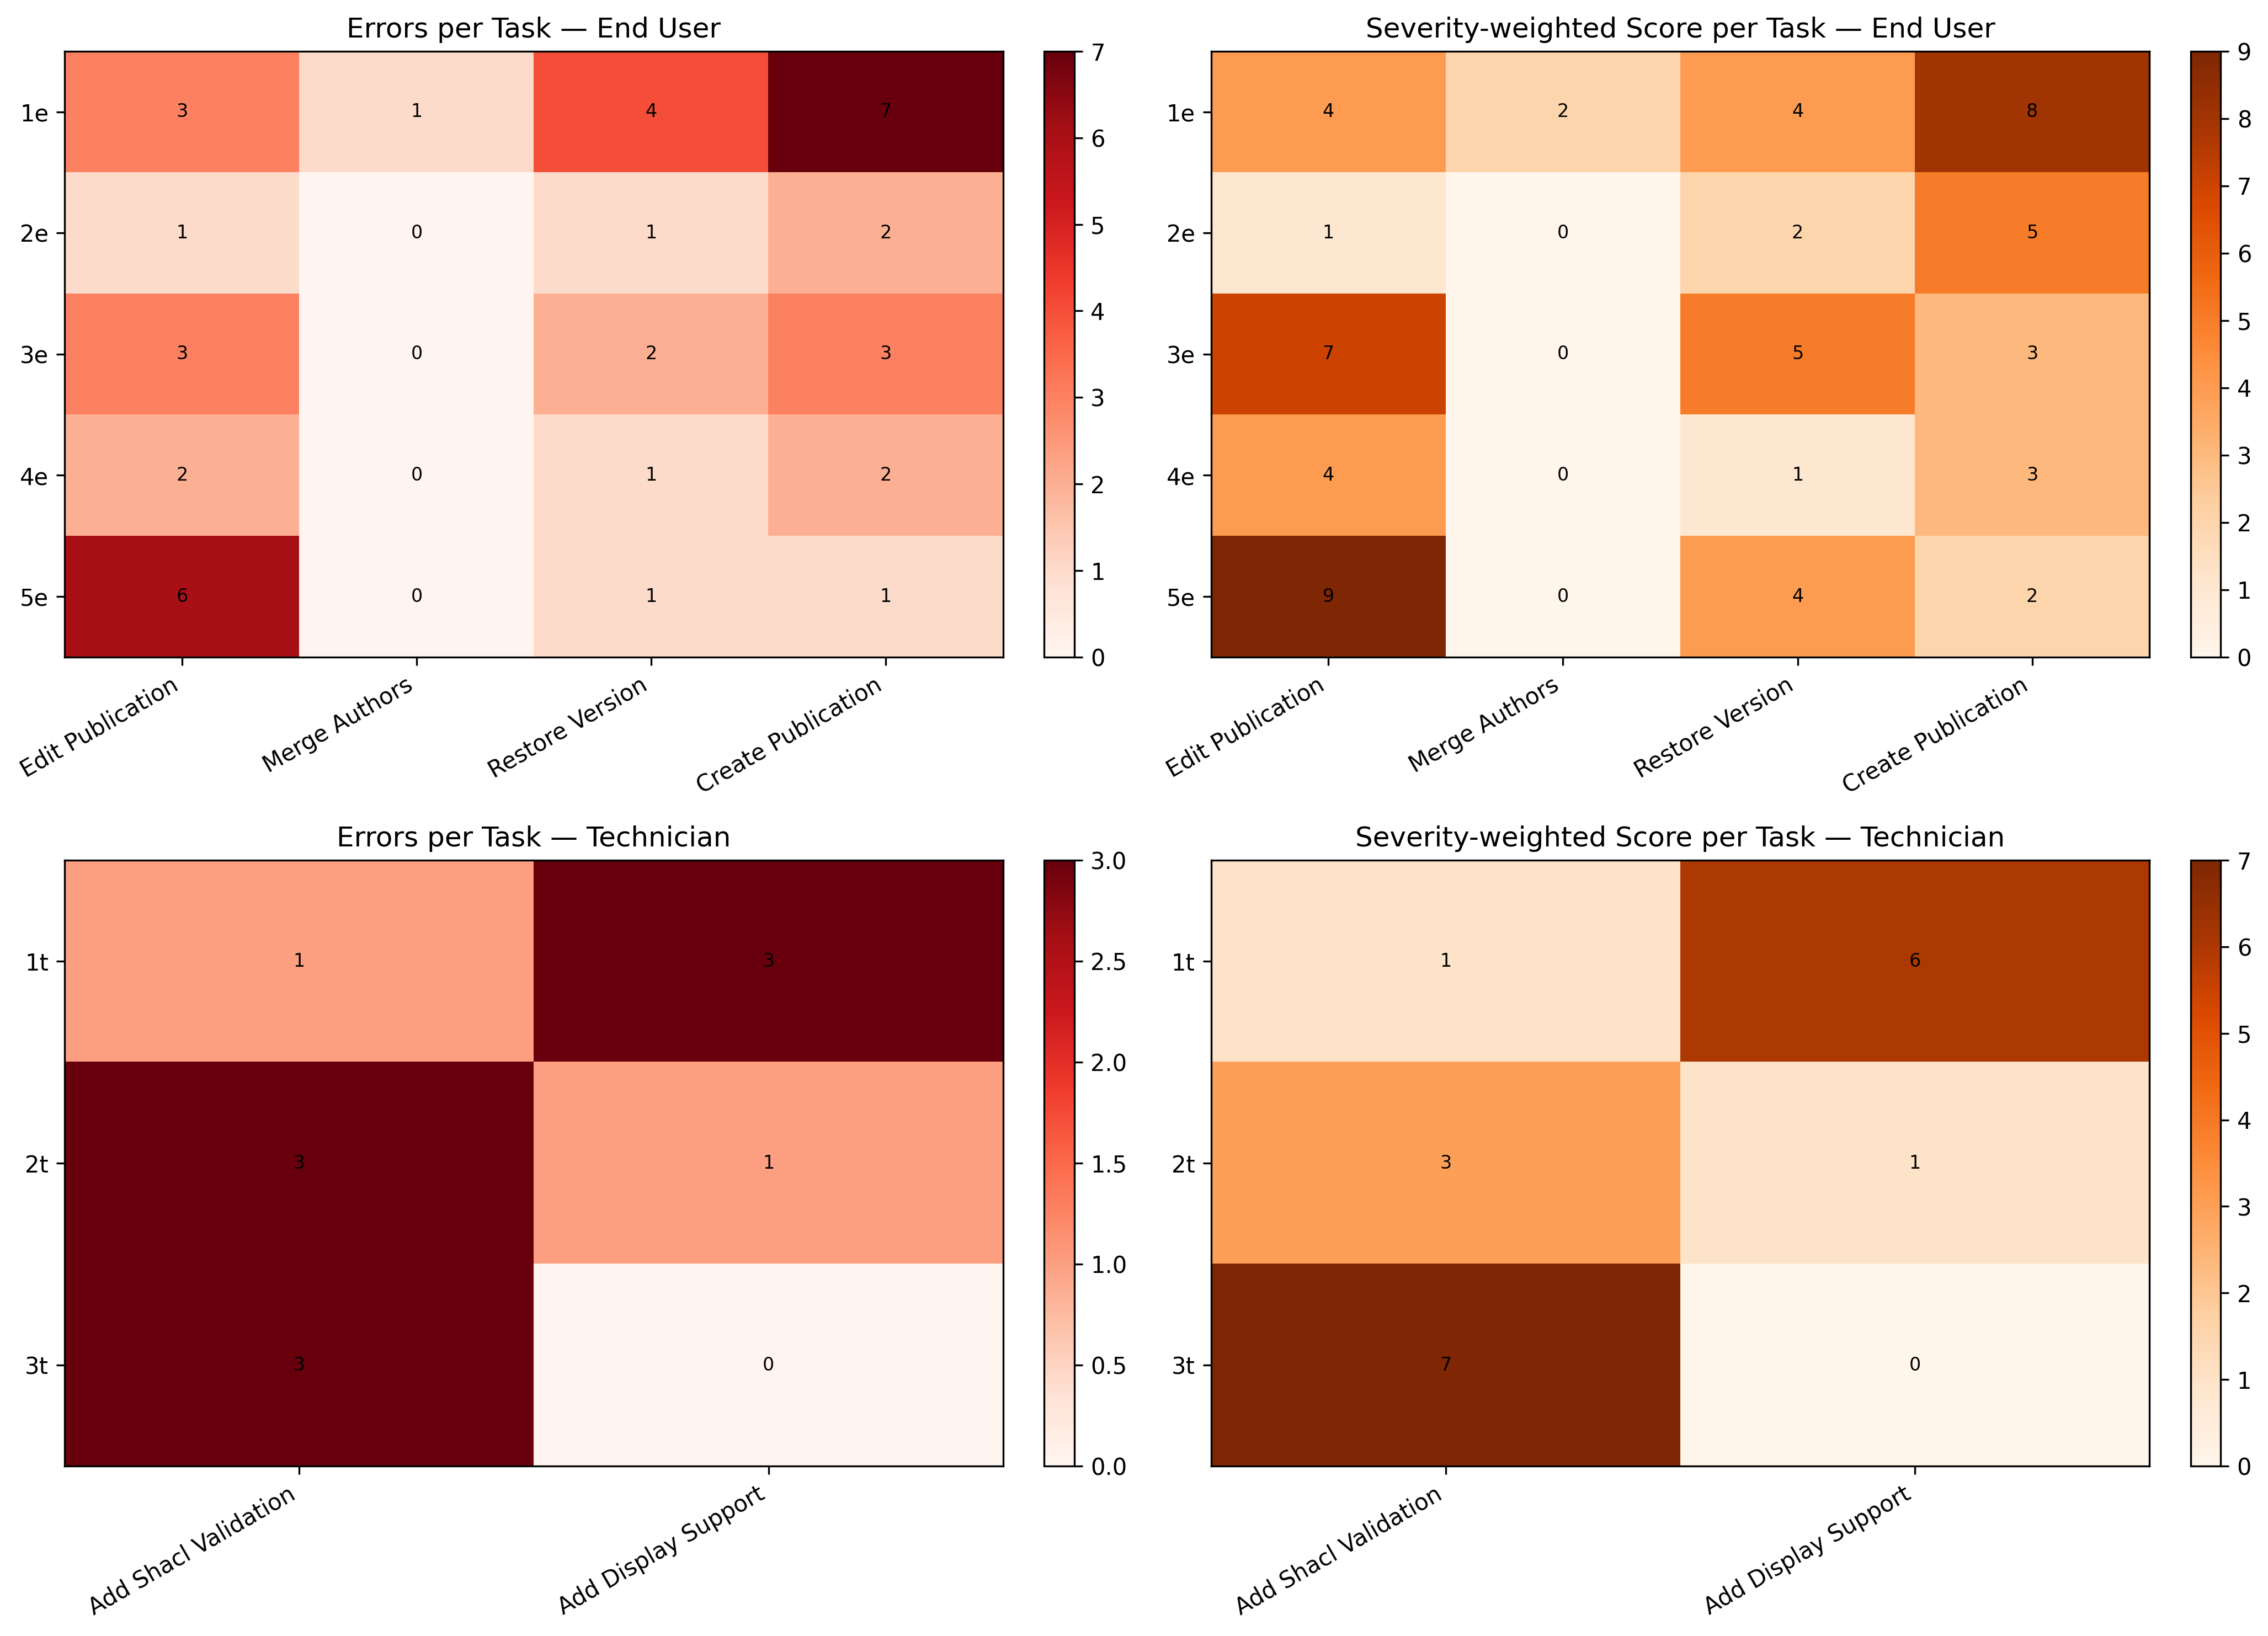 Errors per Task — End User
1e 3 1 4 7
2e 1 0 1 2
3e 3 0 2 3
4e 2 0 1 2
5e 6 0 1 1
Edit Publication Merge Authors Restore Version Create Publication
7
6
5
4
3
2
1
0
Severity-weighted Score per Task — End User
1e 4 2 4 8
2e 1 0 2 5
3e 7 0 5 3
4e 4 0 1 3
5e 9 0 4 2
Edit Publication Merge Authors Restore Version Create Publication
9
8
7
6
5
4
3
2
1
0
Errors per Task — Technician
1t 1 3
2t 3 1
3t 3 0
Add Shacl Validation Add Display Support
3.0
2.5
2.0
1.5
1.0
0.5
0.0
Severity-weighted Score per Task — Technician
1t 1 6
2t 3 1
3t 7 0
Add Shacl Validation Add Display Support
7
6
5
4
3
2
1
0